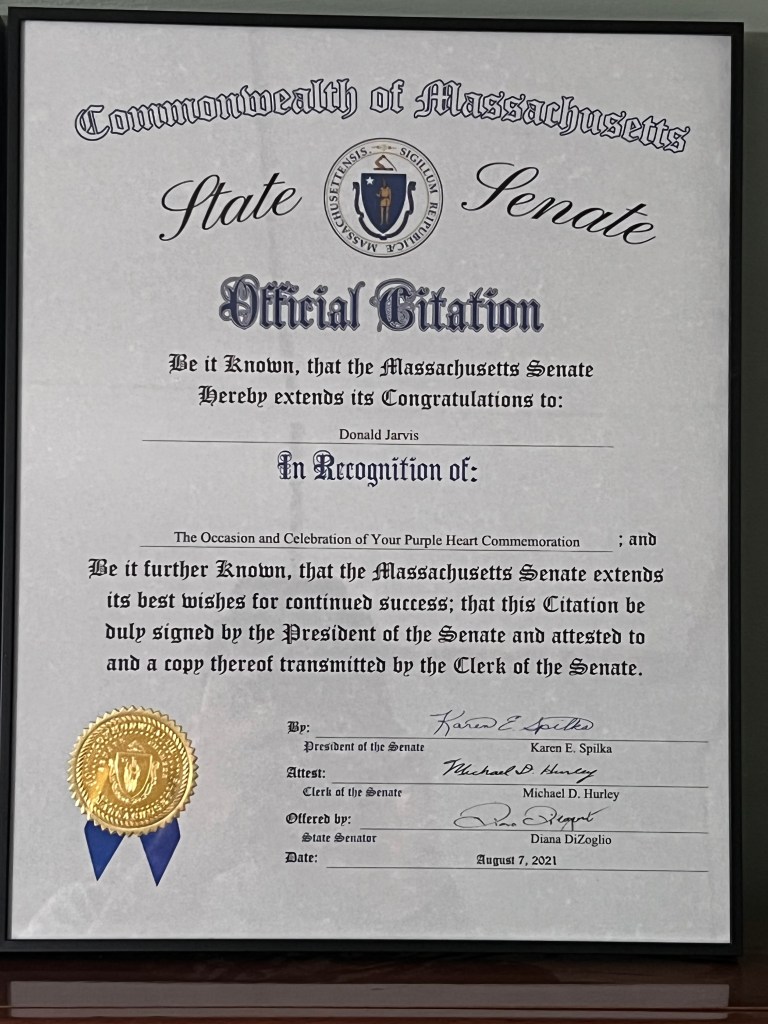 Commonwealth of Massachusetts
State Senate
SIGILLUM REIPUBLICÆ MASSACHUSETTENSIS.
Official Citation
Be it Known, that the Massachusetts Senate
Hereby extends its Congratulations to:
Donald Jarvis
In Recognition of:
The Occasion and Celebration of Your Purple Heart Commemoration ; and
Be it further Known, that the Massachusetts Senate extends
its best wishes for continued success; that this Citation be
duly signed by the President of the Senate and attested to
and a copy thereof transmitted by the Clerk of the Senate.
By: Karen E Spilka
President of the Senate Karen E. Spilka
Attest: Michael D. Hurley
Clerk of the Senate Michael D. Hurley
Offered by:
State Senator Diana DiZoglio
Date: August 7, 2021